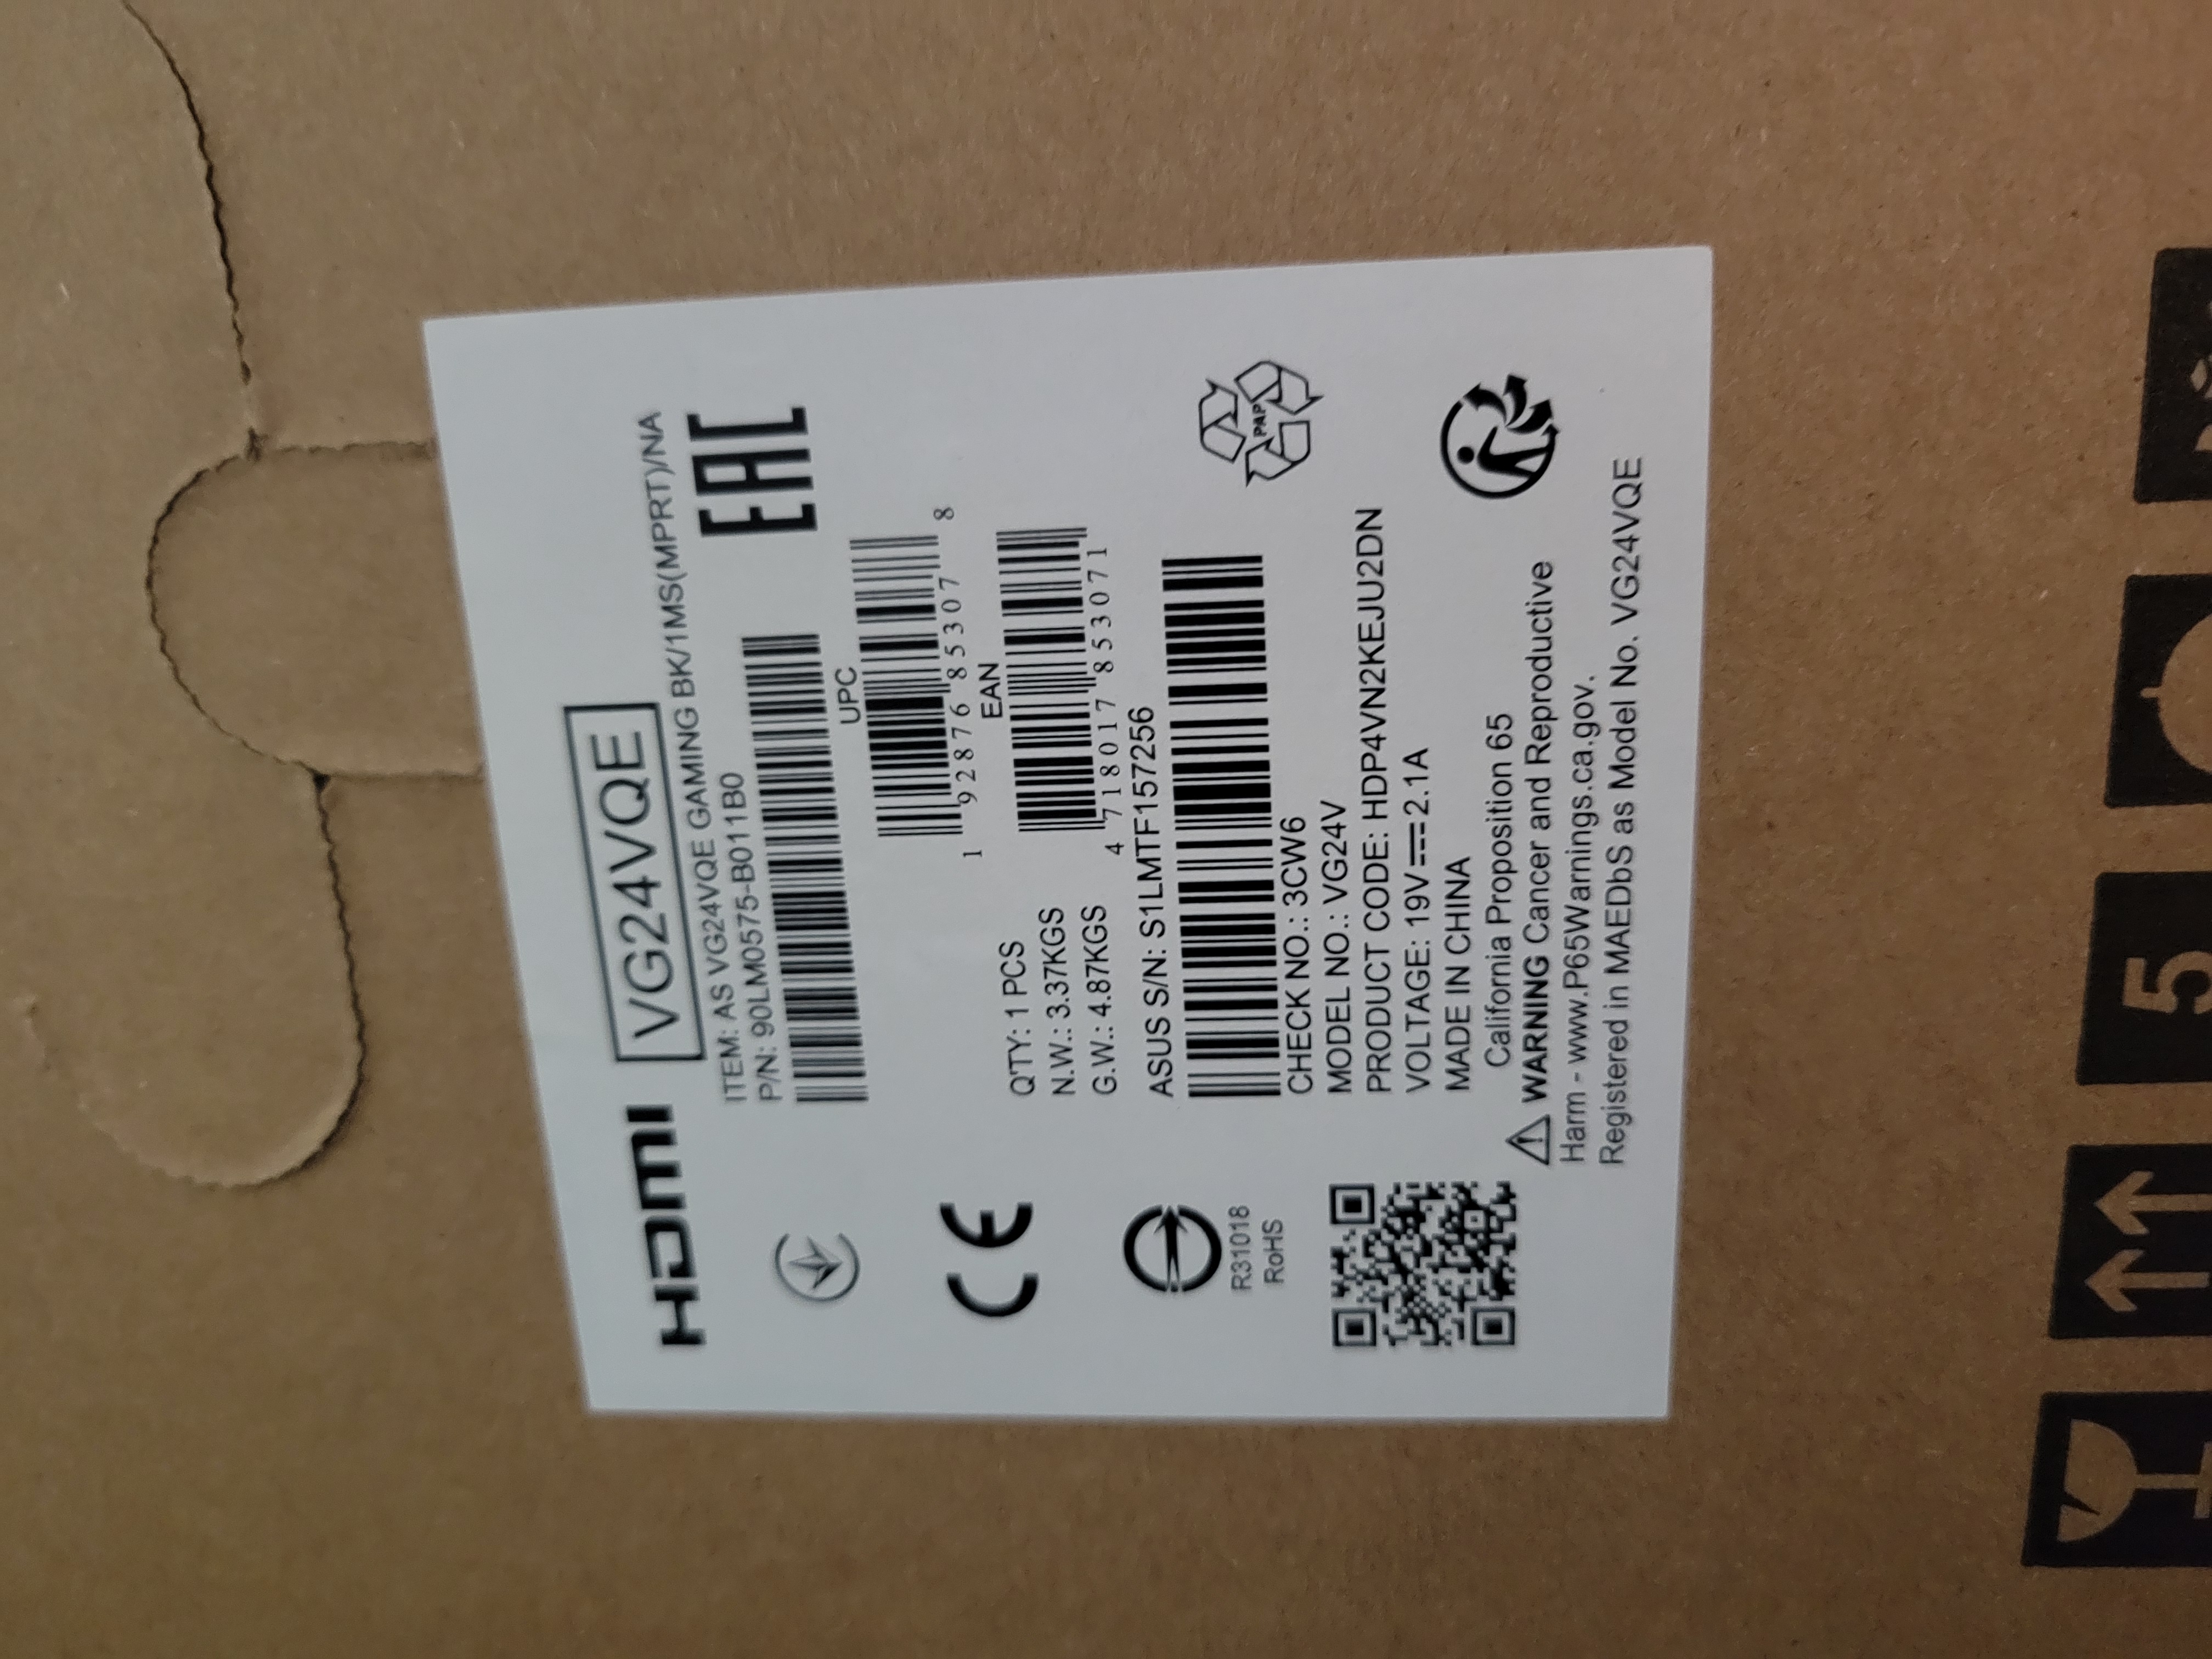 HDMI VG24VQE
ITEM: AS VG24VQE GAMING BK/1MS(MPRT)/NA
P/N: 90LM0575-B011B0
EAC
UPC
1 92876 85307 8
EAN
4 718017 853071
Q'TY: 1 PCS
N.W.: 3.37KGS
G.W.: 4.87KGS
ASUS S/N: S1LMTF157256
CHECK NO.: 3CW6
MODEL NO.: VG24V
PRODUCT CODE: HDP4VN2KEJU2DN
VOLTAGE: 19V⎓2.1A
MADE IN CHINA
CE
R31018
RoHS
PAP
California Proposition 65
⚠ WARNING Cancer and Reproductive
Harm - www.P65Warnings.ca.gov.
Registered in MAEDbS as Model No. VG24VQE
5